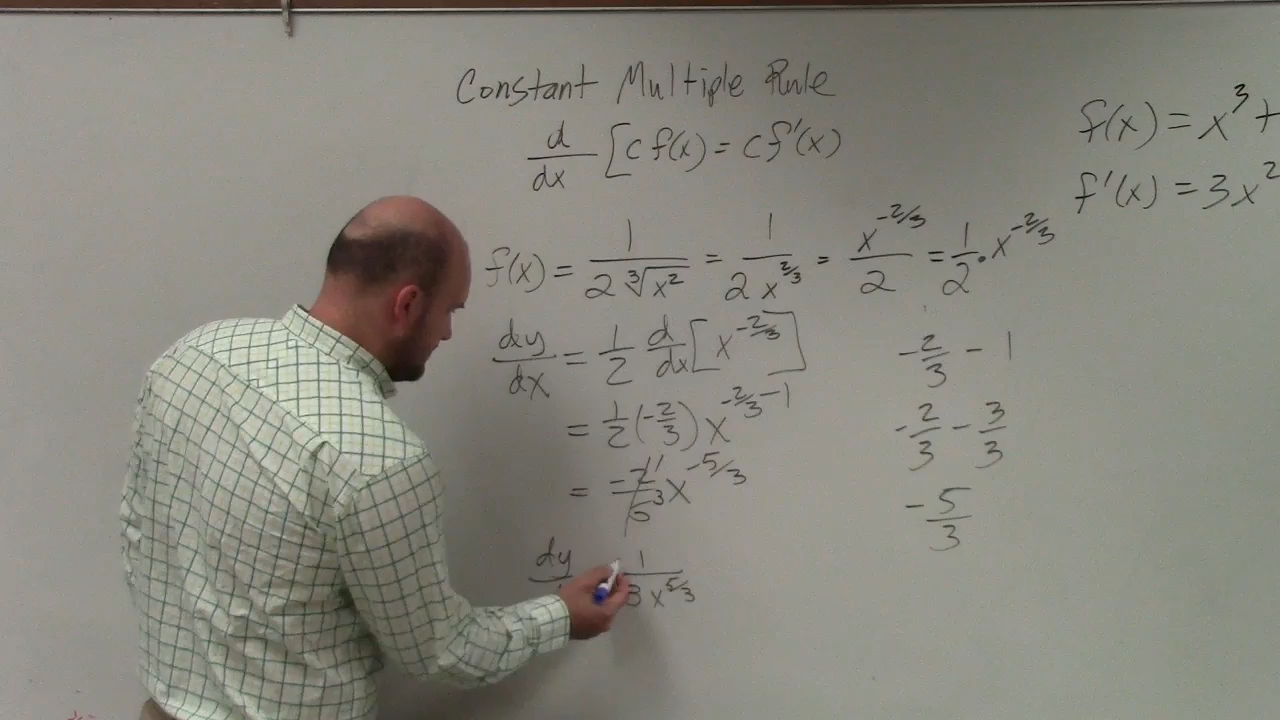 Constant Multiple Rule
d/dx [c f(x) = c f'(x)
f(x) = 1/(2∛x²) = 1/(2x^(2/3)) = x^(-2/3)/2 = 1/2 · x^(-2/3)
dy/dx = 1/2 d/dx [x^(-2/3)]
= 1/2 (-2/3) x^(-2/3 - 1)
= -2/6 1 3 x^(-5/3)
dy 1/(3x^(5/3))
-2/3 - 1
-2/3 - 3/3
-5/3
f(x) = x³ +
f'(x) = 3x²